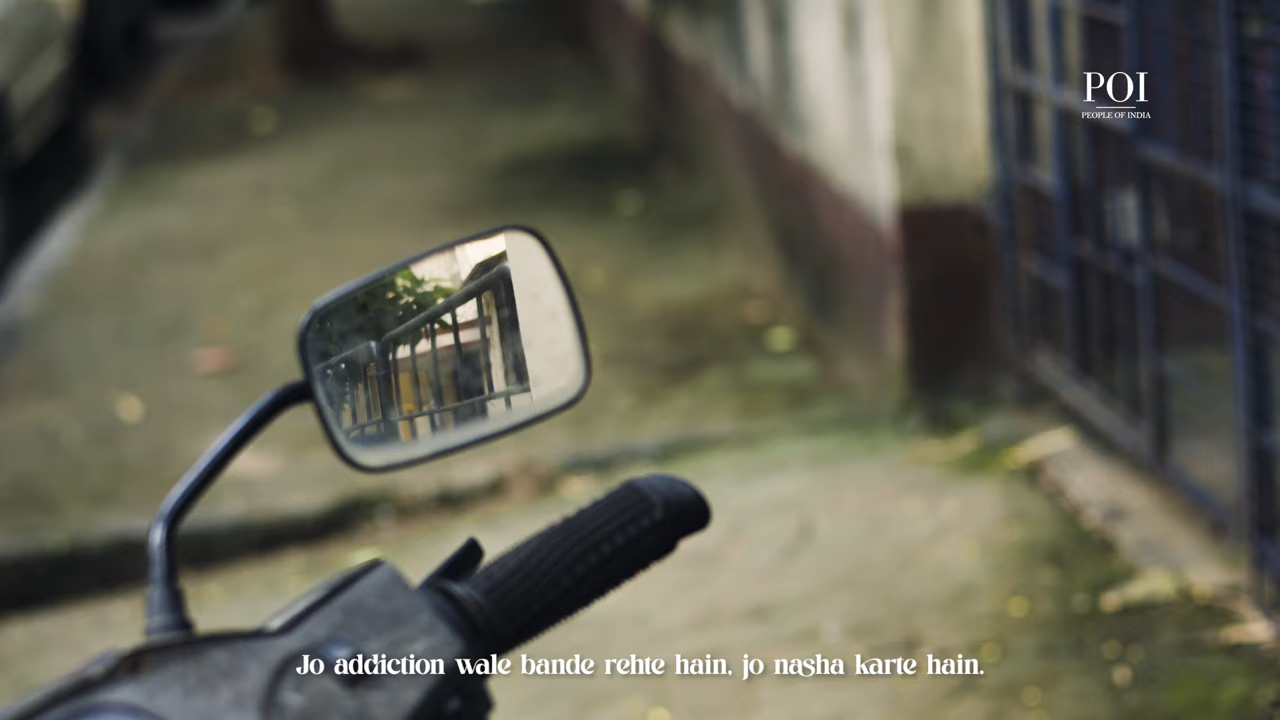 POI
PEOPLE OF INDIA
Jo addiction wale bande rehte hain, jo nasha karte hain.